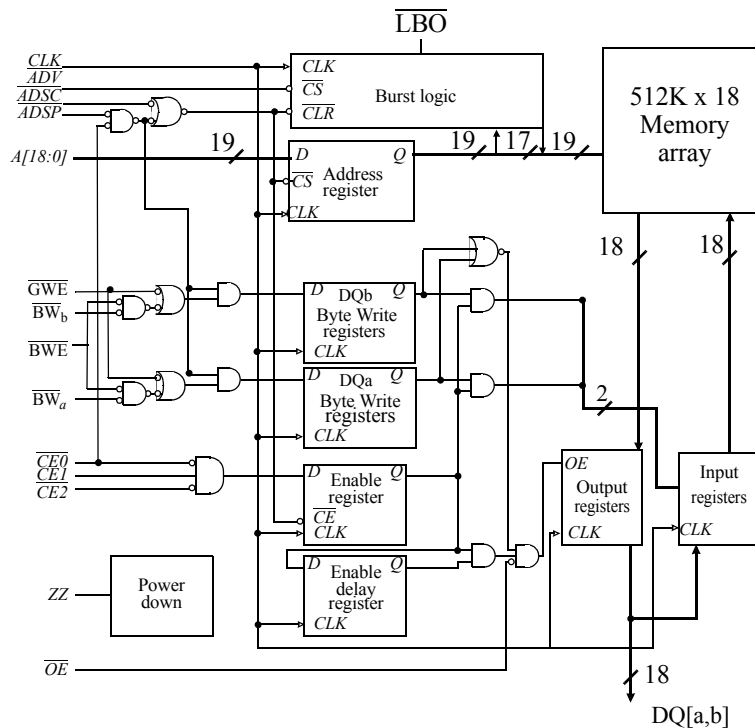 LBO
CLK
ADV
ADSC
ADSP
CLK
CS
CLR
Burst logic
512K x 18
Memory
array
A[18:0]
19
D
Q
Address
register
CS
CLK
19
17
19
18
18
GWE
BWb
BWE
BWa
D
DQb
Q
Byte Write
registers
CLK
D
DQa
Q
Byte Write
registers
CLK
2
CE0
CE1
CE2
D
Enable
Q
register
CE
CLK
OE
Output
registers
CLK
Input
registers
CLK
D
Enable
Q
delay
register
CLK
ZZ
Power
down
OE
18
DQ[a,b]